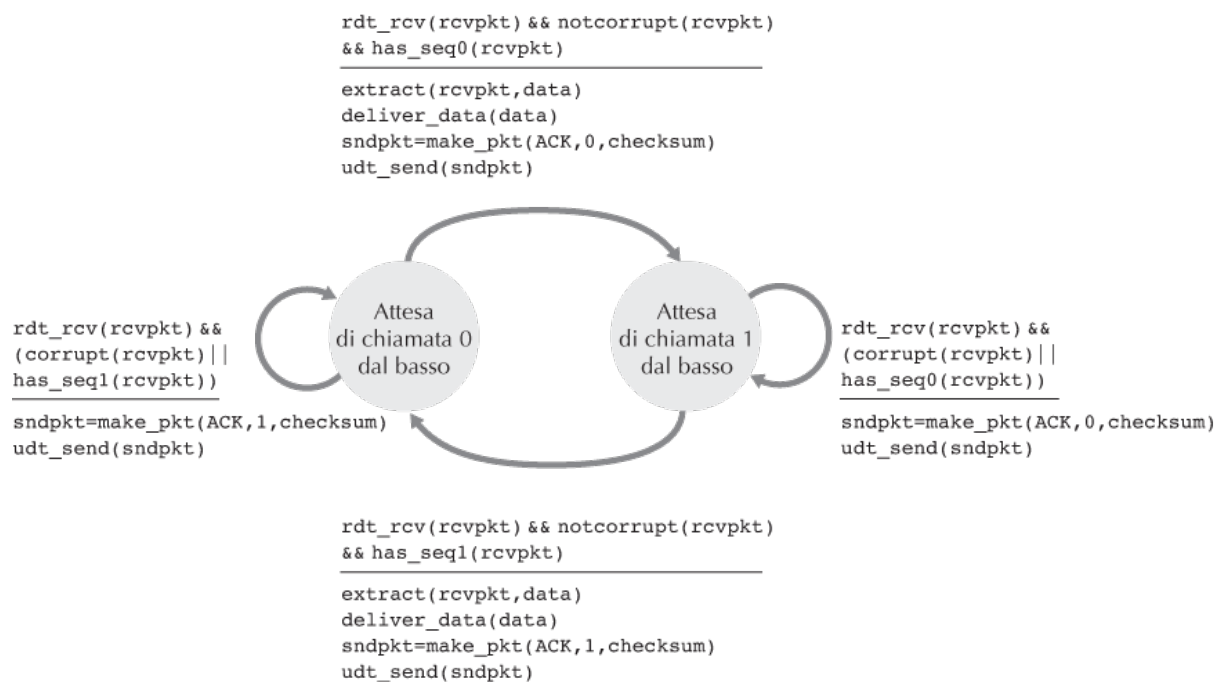 rdt_rcv(rcvpkt) && notcorrupt(rcvpkt)
&& has_seq0(rcvpkt)
extract(rcvpkt,data)
deliver_data(data)
sndpkt=make_pkt(ACK,0,checksum)
udt_send(sndpkt)
rdt_rcv(rcvpkt) &&
(corrupt(rcvpkt)||
has_seq1(rcvpkt))
sndpkt=make_pkt(ACK,1,checksum)
udt_send(sndpkt)
Attesa
di chiamata 0
dal basso
Attesa
di chiamata 1
dal basso
rdt_rcv(rcvpkt) &&
(corrupt(rcvpkt)||
has_seq0(rcvpkt))
sndpkt=make_pkt(ACK,0,checksum)
udt_send(sndpkt)
rdt_rcv(rcvpkt) && notcorrupt(rcvpkt)
&& has_seq1(rcvpkt)
extract(rcvpkt,data)
deliver_data(data)
sndpkt=make_pkt(ACK,1,checksum)
udt_send(sndpkt)